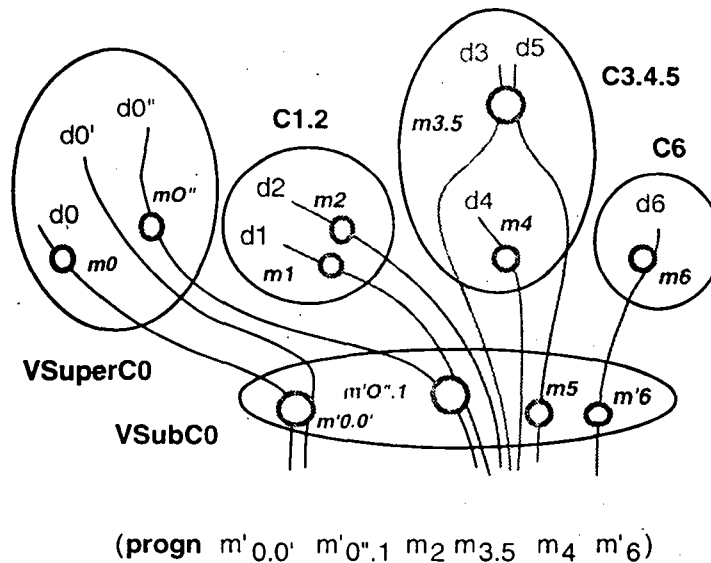 d3 d5
C3.4.5
d0"
d0'
C1.2
m3.5
C6
d2 m2
d0
mO"
d4
d6
d1
m4
m0
m1
m6
VSuperC0
m'O".1
m5
m'6
VSubC0
m'0.0'
(progn m'0.0' m'0".1 m2 m3.5 m4 m'6)